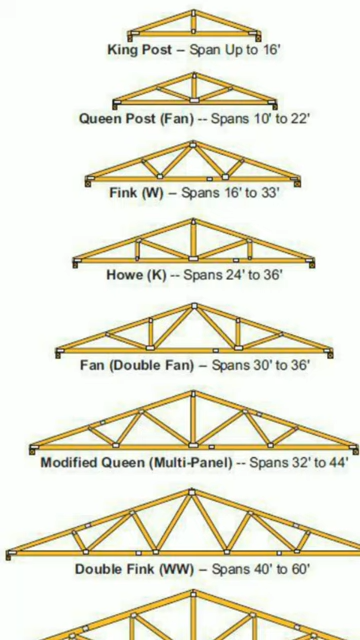 King Post – Span Up to 16'
Queen Post (Fan) -- Spans 10' to 22'
Fink (W) – Spans 16' to 33'
Howe (K) -- Spans 24' to 36'
Fan (Double Fan) – Spans 30' to 36'
Modified Queen (Multi-Panel) -- Spans 32' to 44'
Double Fink (WW) – Spans 40' to 60'